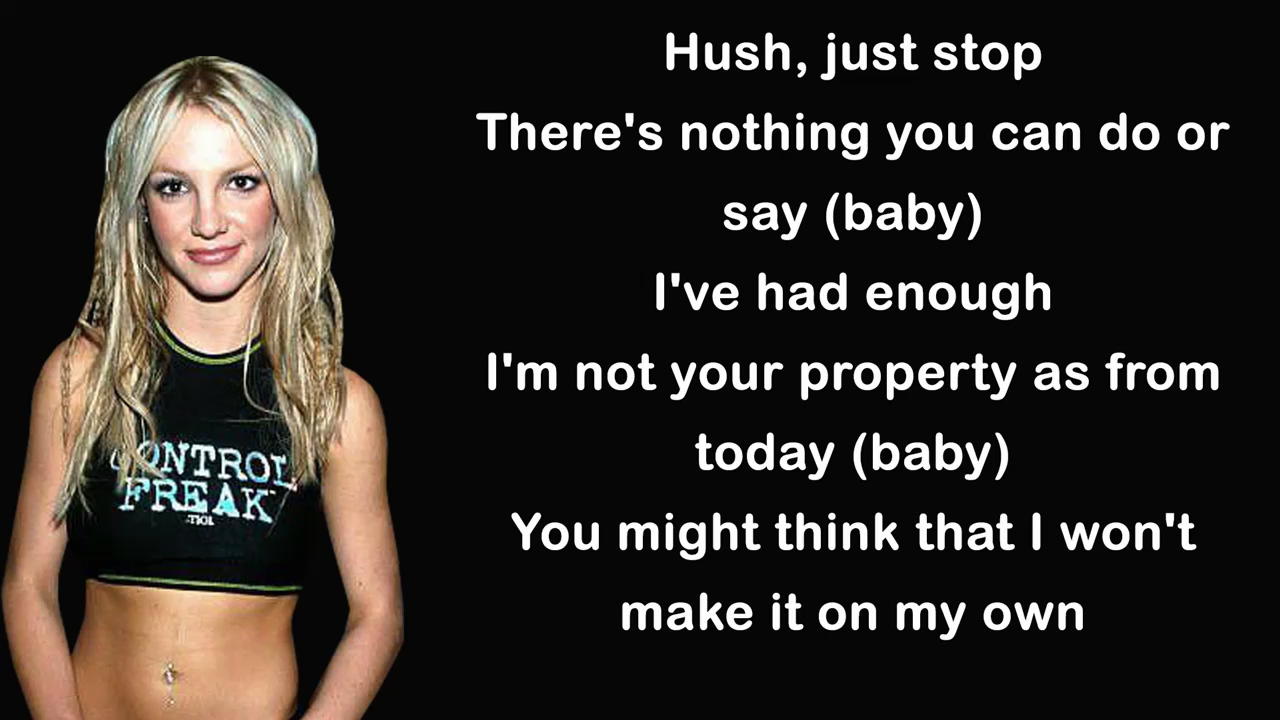 Hush, just stop
There's nothing you can do or
say (baby)
I've had enough
I'm not your property as from
today (baby)
You might think that I won't
make it on my own
CONTROL
FREAK